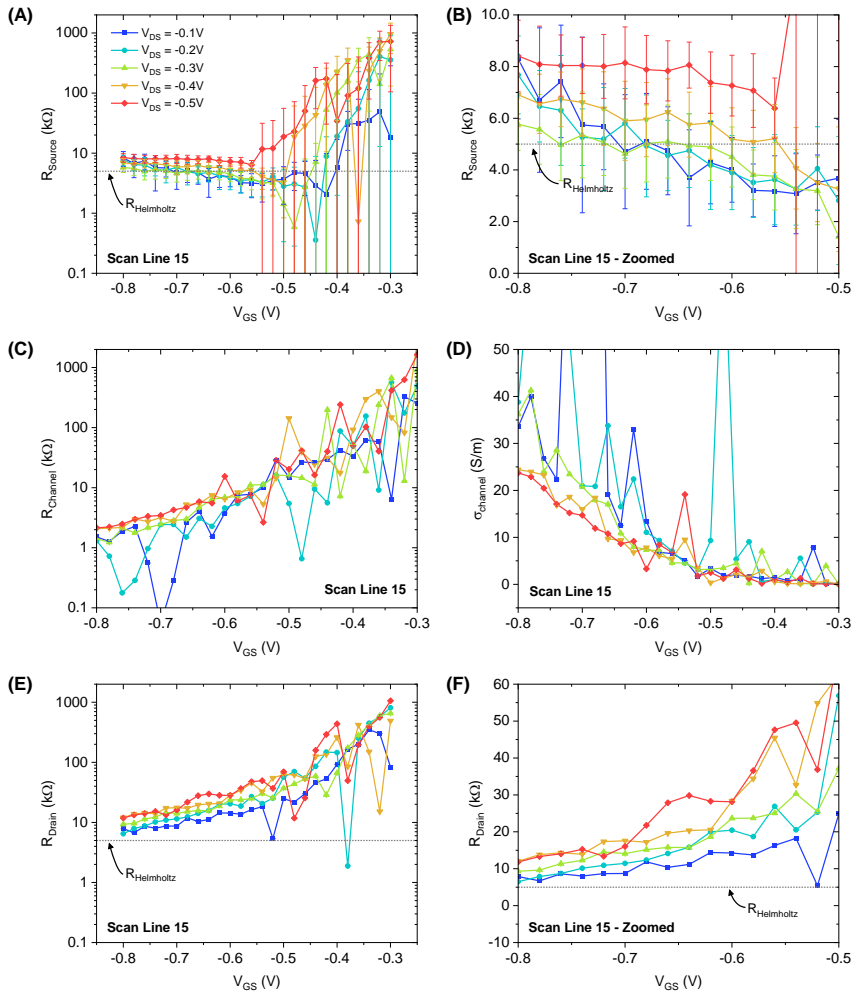 (A)
1000
100
10
1
0.1
R_Source (kΩ)
V_DS = -0.1V
V_DS = -0.2V
V_DS = -0.3V
V_DS = -0.4V
V_DS = -0.5V
R_Helmholtz
Scan Line 15
-0.8 -0.7 -0.6 -0.5 -0.4 -0.3
V_GS (V)
(B)
10.0
8.0
6.0
4.0
2.0
0.0
R_Source (kΩ)
R_Helmholtz
Scan Line 15 - Zoomed
-0.8 -0.7 -0.6 -0.5
V_GS (V)
(C)
1000
100
10
1
0.1
R_Channel (kΩ)
Scan Line 15
-0.8 -0.7 -0.6 -0.5 -0.4 -0.3
V_GS (V)
(D)
50
40
30
20
10
0
σ_channel (S/m)
Scan Line 15
-0.8 -0.7 -0.6 -0.5 -0.4 -0.3
V_GS (V)
(E)
1000
100
10
1
0.1
R_Drain (kΩ)
R_Helmholtz
Scan Line 15
-0.8 -0.7 -0.6 -0.5 -0.4 -0.3
V_GS (V)
(F)
60
50
40
30
20
10
0
-10
R_Drain (kΩ)
R_Helmholtz
Scan Line 15 - Zoomed
-0.8 -0.7 -0.6 -0.5
V_GS (V)